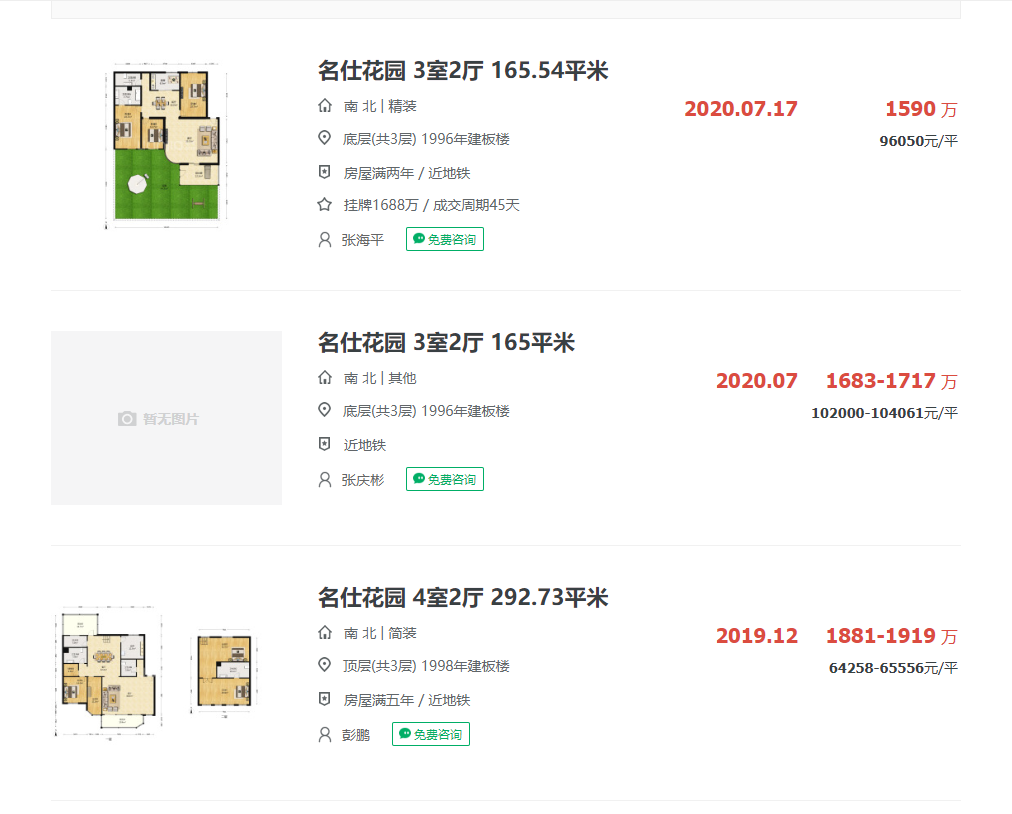 名仕花园 3室2厅 165.54平米
南 北 | 精装
2020.07.17
1590 万
底层(共3层) 1996年建板楼
96050元/平
房屋满两年 / 近地铁
挂牌1688万 / 成交周期45天
张海平
免费咨询
名仕花园 3室2厅 165平米
南 北 | 其他
2020.07
1683-1717 万
底层(共3层) 1996年建板楼
102000-104061元/平
暂无图片
近地铁
张庆彬
免费咨询
名仕花园 4室2厅 292.73平米
南 北 | 简装
2019.12
1881-1919 万
顶层(共3层) 1998年建板楼
64258-65556元/平
房屋满五年 / 近地铁
彭鹏
免费咨询